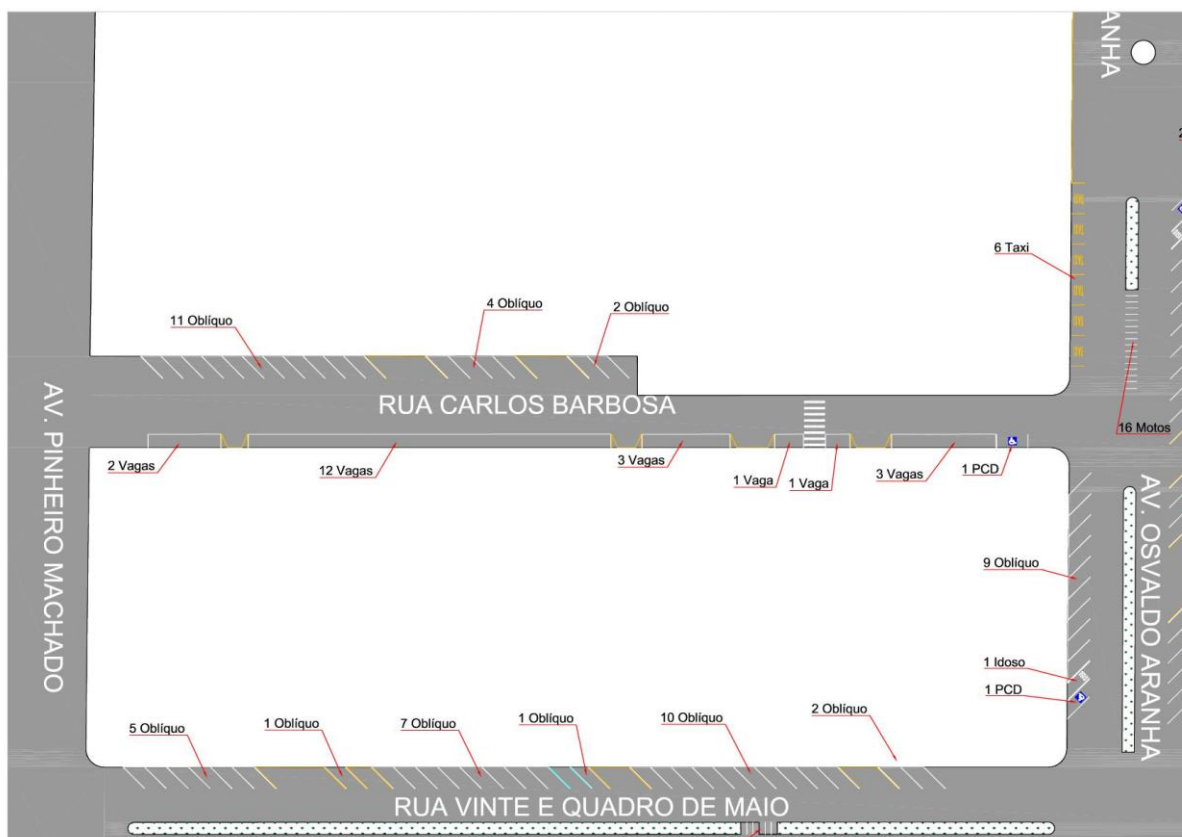 ANHA
6 Taxi
4 Oblíquo
2 Oblíquo
11 Oblíquo
RUA CARLOS BARBOSA
16 Motos
2 Vagas
12 Vagas
3 Vagas
1 Vaga
1 Vaga
3 Vagas
1 PCD
AV. PINHEIRO MACHADO
AV. OSVALDO ARANHA
9 Oblíquo
1 Idoso
1 PCD
5 Oblíquo
1 Oblíquo
7 Oblíquo
1 Oblíquo
10 Oblíquo
2 Oblíquo
RUA VINTE E QUADRO DE MAIO